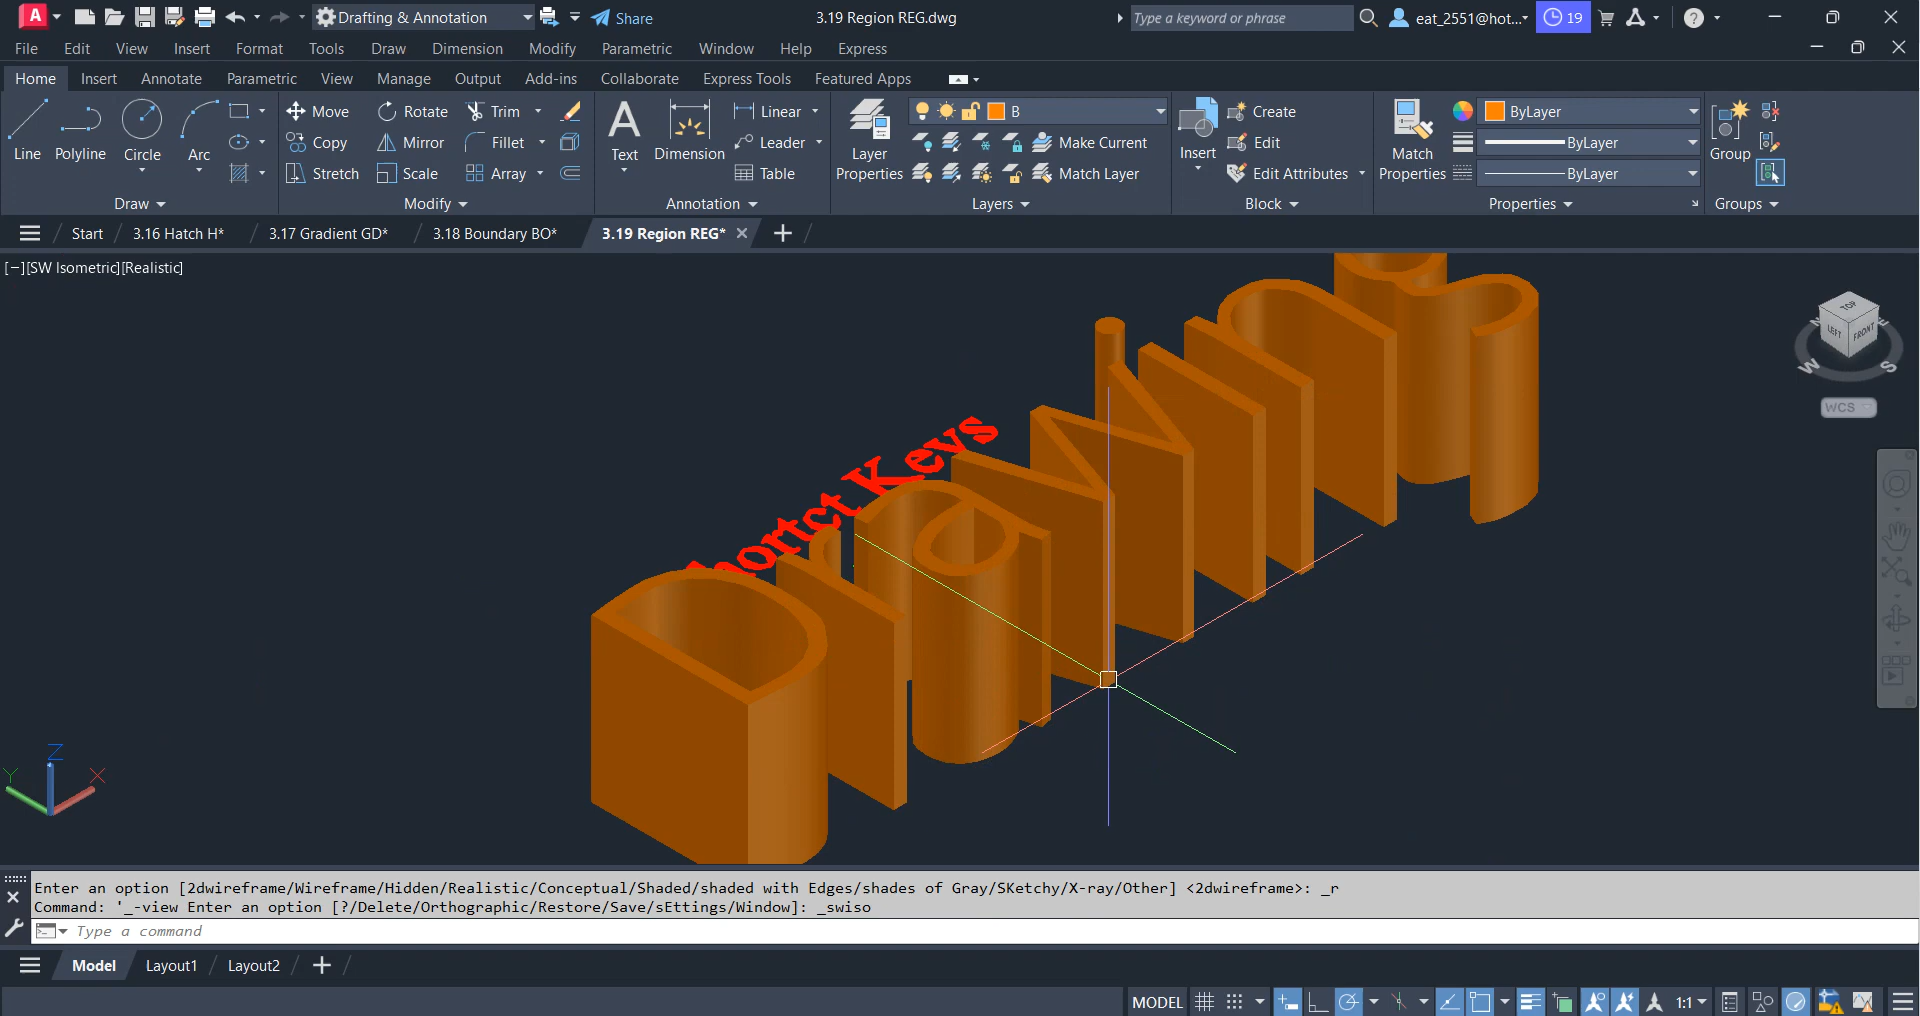 Drafting & Annotation
Share
3.19 Region REG.dwg
Type a keyword or phrase
eat_2551@hot...
19
File Edit View Insert Format Tools Draw Dimension Modify Parametric Window Help Express
Home Insert Annotate Parametric View Manage Output Add-ins Collaborate Express Tools Featured Apps
Line Polyline Circle Arc
Move Rotate Trim
Copy Mirror Fillet
Stretch Scale Array
Text Dimension
Linear
Leader
Table
Layer Properties
B
Make Current
Match Layer
Insert
Create
Edit
Edit Attributes
Match Properties
ByLayer
ByLayer
ByLayer
Group
Draw Modify Annotation Layers Block Properties Groups
Start 3.16 Hatch H* 3.17 Gradient GD* 3.18 Boundary BO* 3.19 Region REG*
[−][SW Isometric][Realistic]
TOP
LEFT FRONT
W S
WCS
Keys
Z
Y X
Enter an option [2dwireframe/Wireframe/Hidden/Realistic/Conceptual/Shaded/shaded with Edges/shades of Gray/SKetchy/X-ray/Other] <2dwireframe>: _r
Command: '_-view Enter an option [?/Delete/Orthographic/Restore/Save/sEttings/Window]: _swiso
Type a command
Model Layout1 Layout2
MODEL 1:1